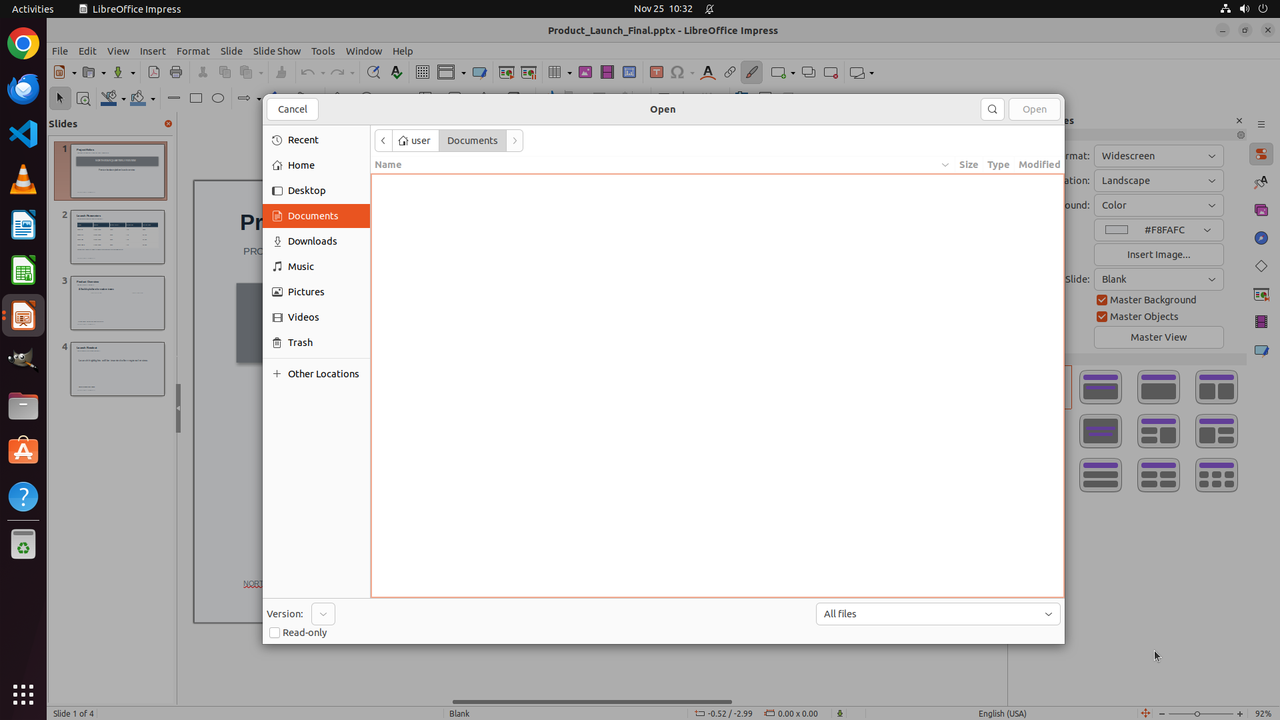 Activities
LibreOffice Impress
Nov 25 10:32
Product_Launch_Final.pptx - LibreOffice Impress
File Edit View Insert Format Slide Slide Show Tools Window Help
Cancel
Open
Open
Slides
1
2
3
4
Recent
Home
Desktop
Documents
Downloads
Music
Pictures
Videos
Trash
Other Locations
user
Documents
Name
Size
Type
Modified
Version:
Read-only
All files
Widescreen
Landscape
Color
#F8FAFC
Insert Image...
Slide:
Blank
Master Background
Master Objects
Master View
Slide 1 of 4
Blank
-0.52 / -2.99
0.00 x 0.00
English (USA)
92%